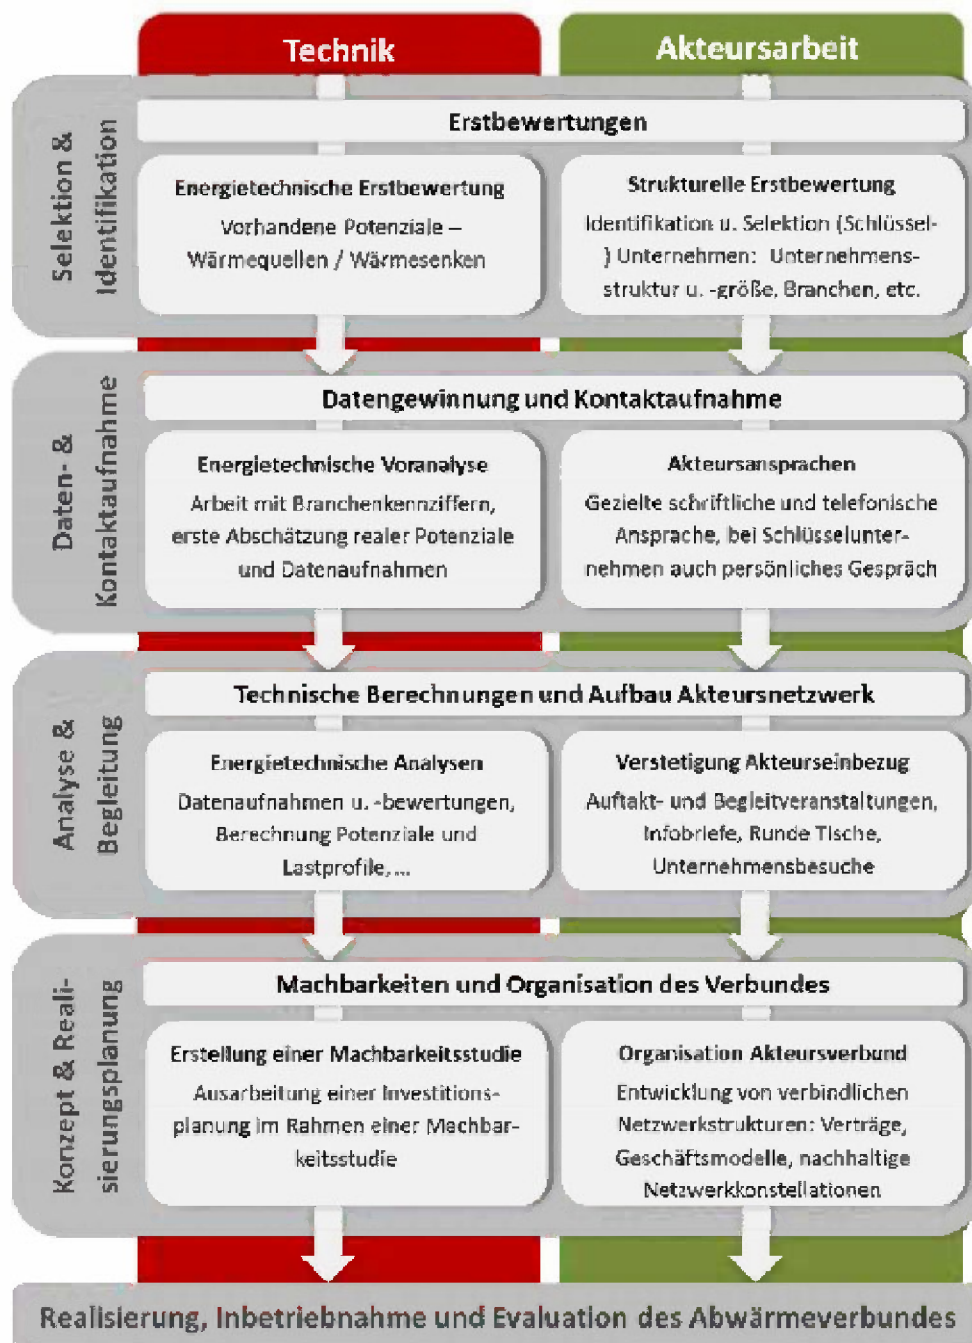 Technik
Akteursarbeit
Selektion &
Identifikation
Erstbewertungen
Energietechnische Erstbewertung
Vorhandene Potenziale –
Wärmequellen / Wärmesenken
Strukturelle Erstbewertung
Identifikation u. Selektion (Schlüssel-
) Unternehmen: Unternehmens-
struktur u. -größe, Branchen, etc.
Daten- &
Kontaktaufnahme
Datengewinnung und Kontaktaufnahme
Energietechnische Voranalyse
Arbeit mit Branchenkennziffern,
erste Abschätzung realer Potenziale
und Datenaufnahmen
Akteursansprachen
Gezielte schriftliche und telefonische
Ansprache, bei Schlüsselunter-
nehmen auch persönliches Gespräch
Analyse &
Begleitung
Technische Berechnungen und Aufbau Akteursnetzwerk
Energietechnische Analysen
Datenaufnahmen u. -bewertungen,
Berechnung Potenziale und
Lastprofile, ...
Verstetigung Akteurseinbezug
Auftakt- und Begleitveranstaltungen,
Infobriefe, Runde Tische,
Unternehmensbesuche
Konzept & Reali-
sierungsplanung
Machbarkeiten und Organisation des Verbundes
Erstellung einer Machbarkeitsstudie
Ausarbeitung einer Investitions-
planung im Rahmen einer Machbar-
keitsstudie
Organisation Akteursverbund
Entwicklung von verbindlichen
Netzwerkstrukturen: Verträge,
Geschäftsmodelle, nachhaltige
Netzwerkkonstellationen
Realisierung, Inbetriebnahme und Evaluation des Abwärmeverbundes